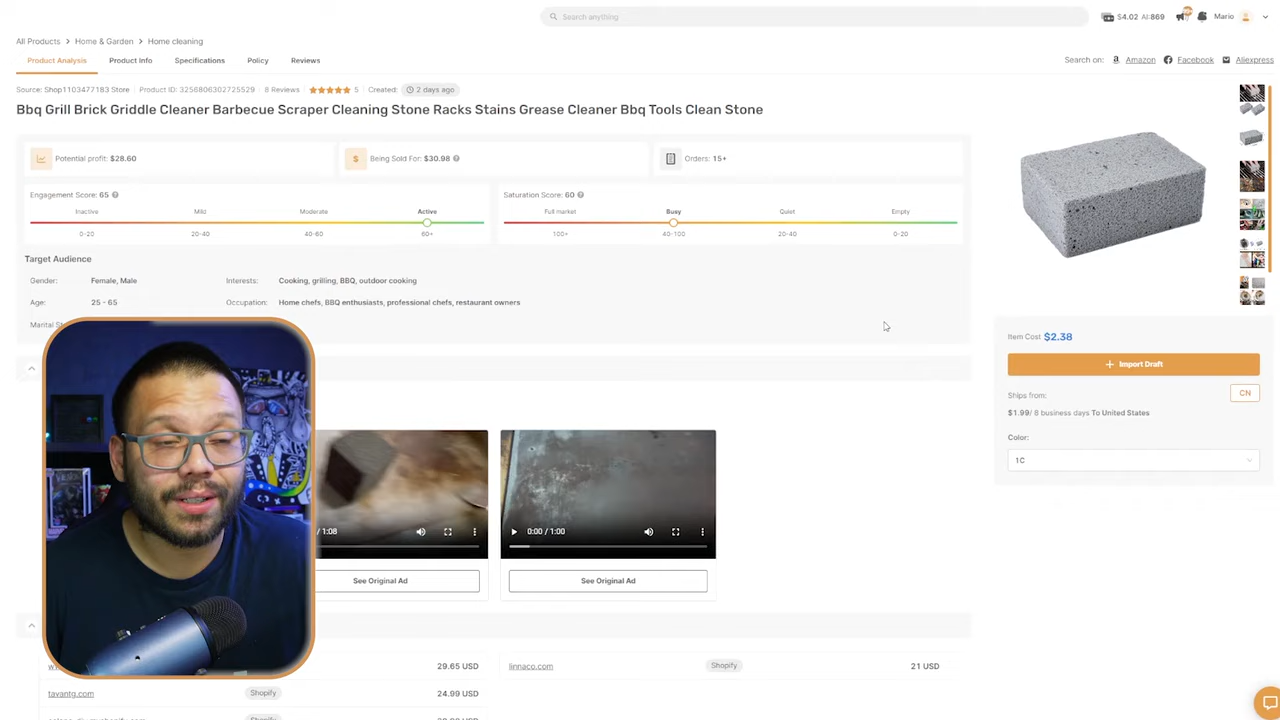 Search anything
$4.02 AI:869
Mario
All Products > Home & Garden > Home cleaning
Product Analysis Product Info Specifications Policy Reviews
Search on: Amazon Facebook Aliexpress
Source: Shop1103477183 Store Product ID: 3256806302725529 8 Reviews 5 Created: 2 days ago
Bbq Grill Brick Griddle Cleaner Barbecue Scraper Cleaning Stone Racks Stains Grease Cleaner Bbq Tools Clean Stone
Potential profit: $28.60
Being Sold For: $30.98
Orders: 15+
Engagement Score: 65
Inactive Mild Moderate Active
0-20 20-40 40-60 60+
Saturation Score: 60
Full market Busy Quiet Empty
100+ 40-100 20-40 0-20
Target Audience
Gender: Female, Male
Interests: Cooking, grilling, BBQ, outdoor cooking
Age: 25 - 65
Occupation: Home chefs, BBQ enthusiasts, professional chefs, restaurant owners
Marital
Item Cost $2.38
+ Import Draft
Ships from: CN
$1.99/ 8 business days To United States
Color:
1C
/ 1:08
0:00 / 1:00
See Original Ad
See Original Ad
29.65 USD
linnaco.com Shopify 21 USD
tavantg.com Shopify 24.99 USD